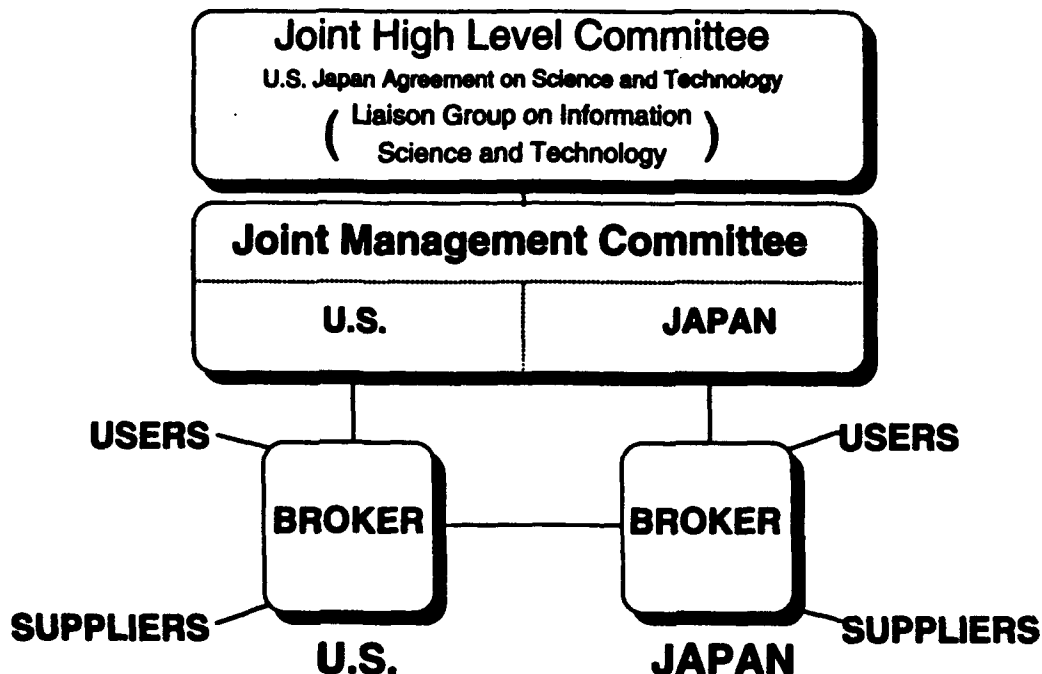 Joint High Level Committee
U.S. Japan Agreement on Science and Technology
( Liaison Group on Information
Science and Technology )
Joint Management Committee
U.S.
JAPAN
USERS
USERS
BROKER
BROKER
SUPPLIERS
SUPPLIERS
U.S.
JAPAN